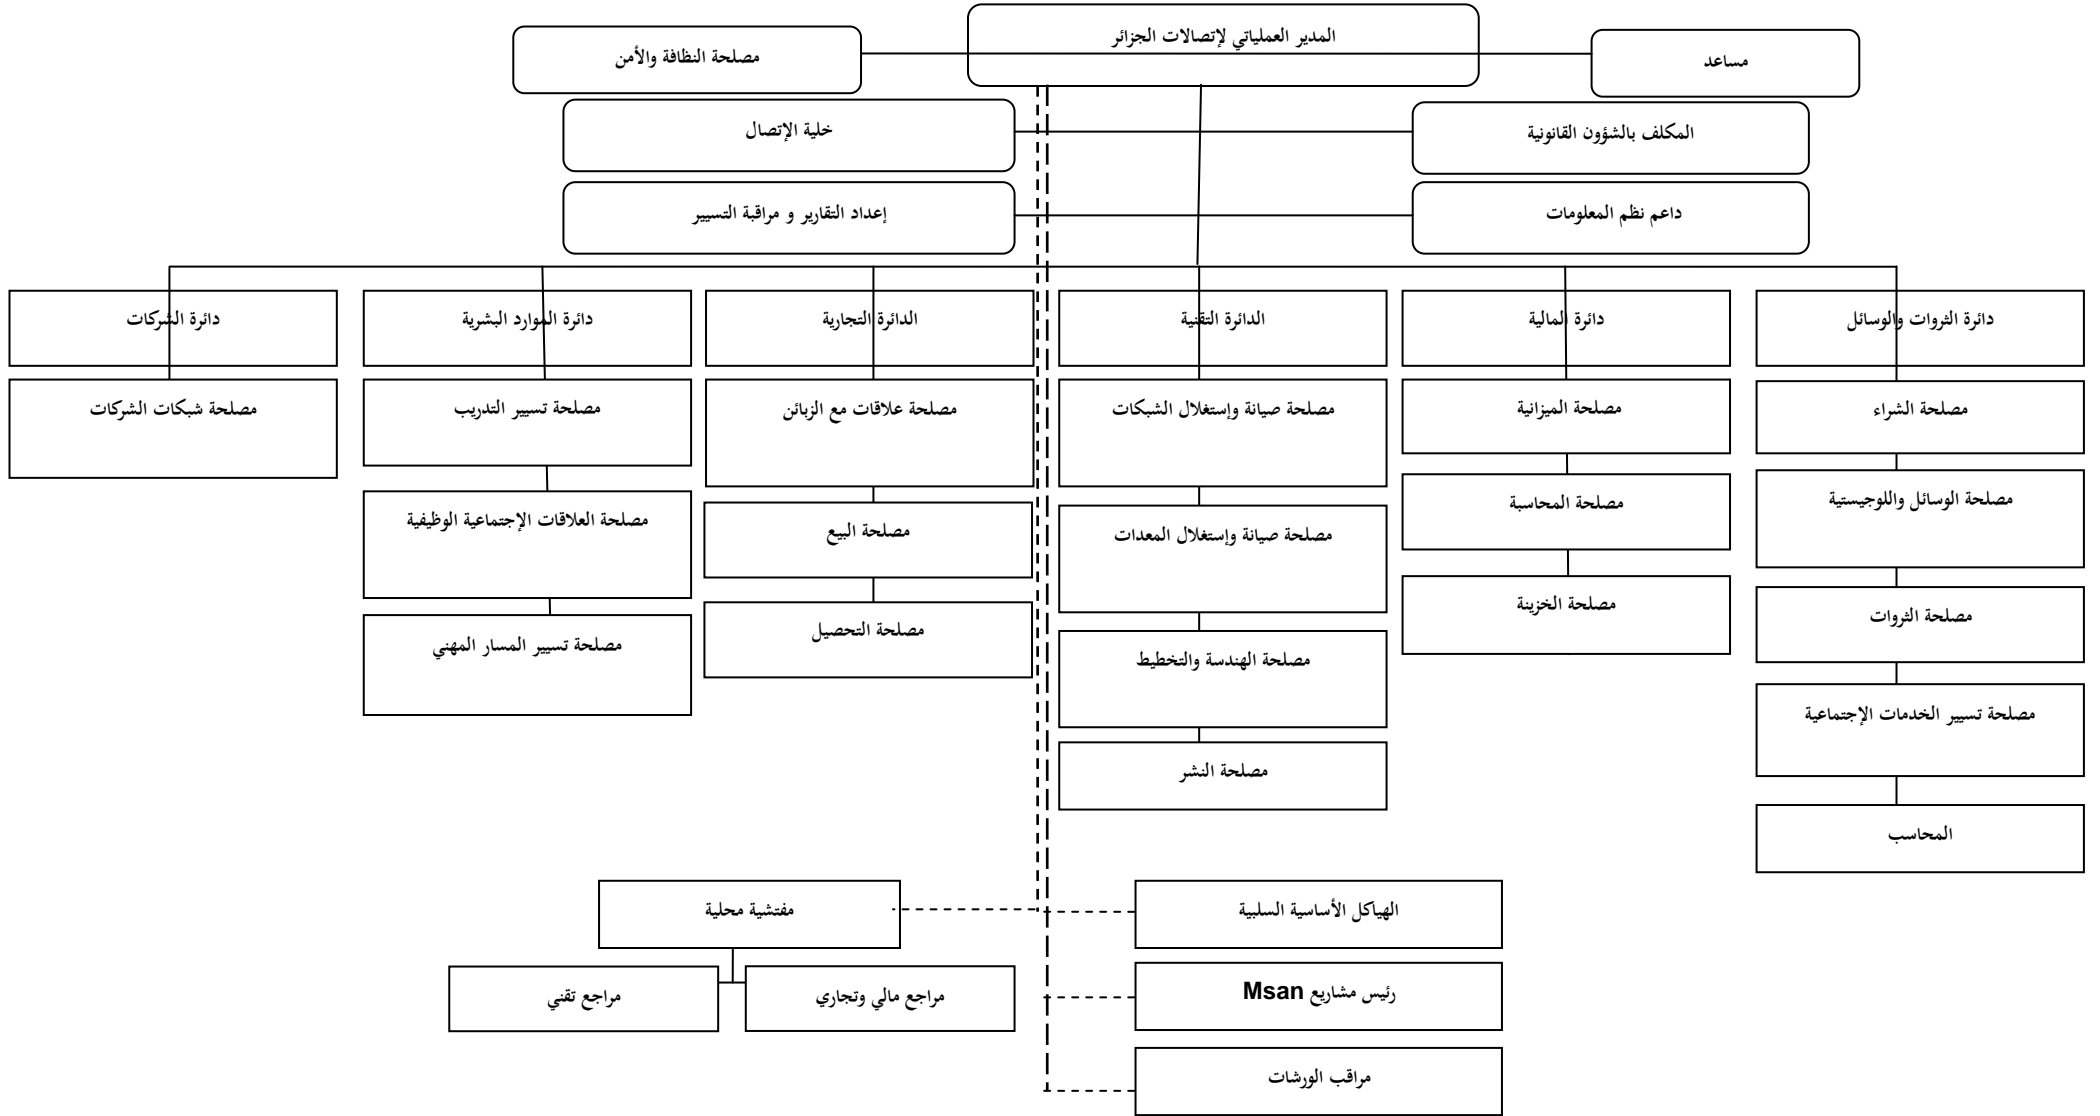 المدير العملياتي لإتصالات الجزائر
مساعد
مصلحة النظافة والأمن
المكلف بالشؤون القانونية
خلية الإتصال
داعم نظم المعلومات
إعداد التقارير و مراقبة التسيير
دائرة الثروات والوسائل
دائرة المالية
الدائرة التقنية
الدائرة التجارية
دائرة الموارد البشرية
دائرة الشركات
مصلحة الشراء
مصلحة الميزانية
مصلحة صيانة وإستغلال الشبكات
مصلحة علاقات مع الزبائن
مصلحة تسيير التدريب
مصلحة شبكات الشركات
مصلحة الوسائل واللوجيستية
مصلحة المحاسبة
مصلحة صيانة وإستغلال المعدات
مصلحة البيع
مصلحة العلاقات الإجتماعية الوظيفية
مصلحة الثروات
مصلحة الخزينة
مصلحة الهندسة والتخطيط
مصلحة التحصيل
مصلحة تسيير المسار المهني
مصلحة تسيير الخدمات الإجتماعية
مصلحة النشر
المحاسب
الهياكل الأساسية السلبية
مفتشية محلية
رئيس مشاريع Msan
مراجع مالي وتجاري
مراجع تقني
مراقب الورشات